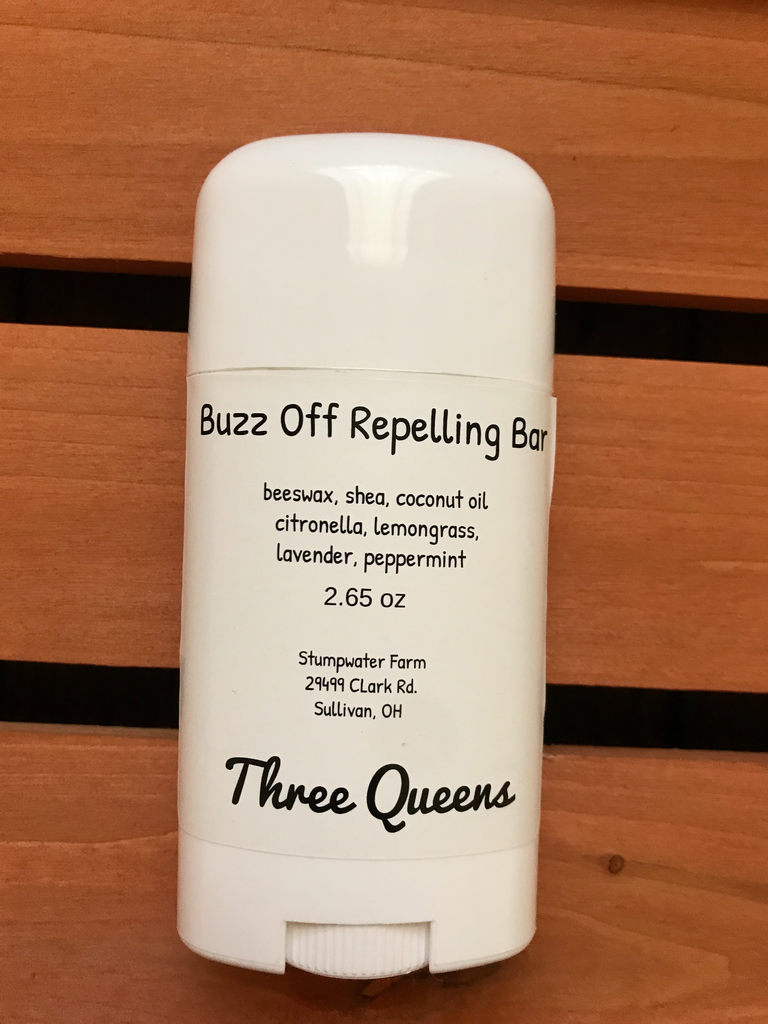 Buzz Off Repelling Bar
beeswax, shea, coconut oil
citronella, lemongrass,
lavender, peppermint
2.65 oz
Stumpwater Farm
29499 CLark Rd.
Sullivan, OH
Three Queens